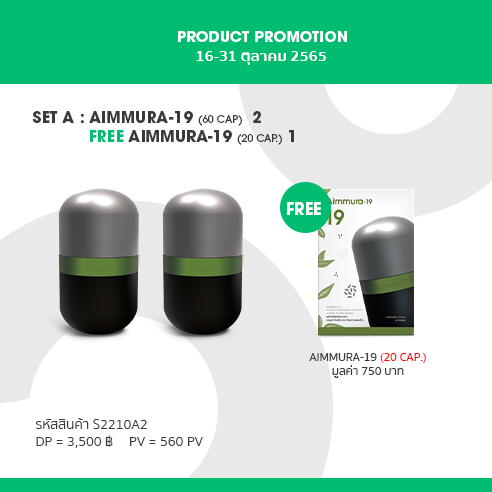 PRODUCT PROMOTION
16-31 ตุลาคม 2565
SET A : AIMMURA-19 (60 CAP) 2
FREE AIMMURA-19 (20 CAP.) 1
FREE
Aimmura-19
19
AIMMURA-19 (20 CAP.)
มูลค่า 750 บาท
รหัสสินค้า S2210A2
DP = 3,500 ฿ PV = 560 PV